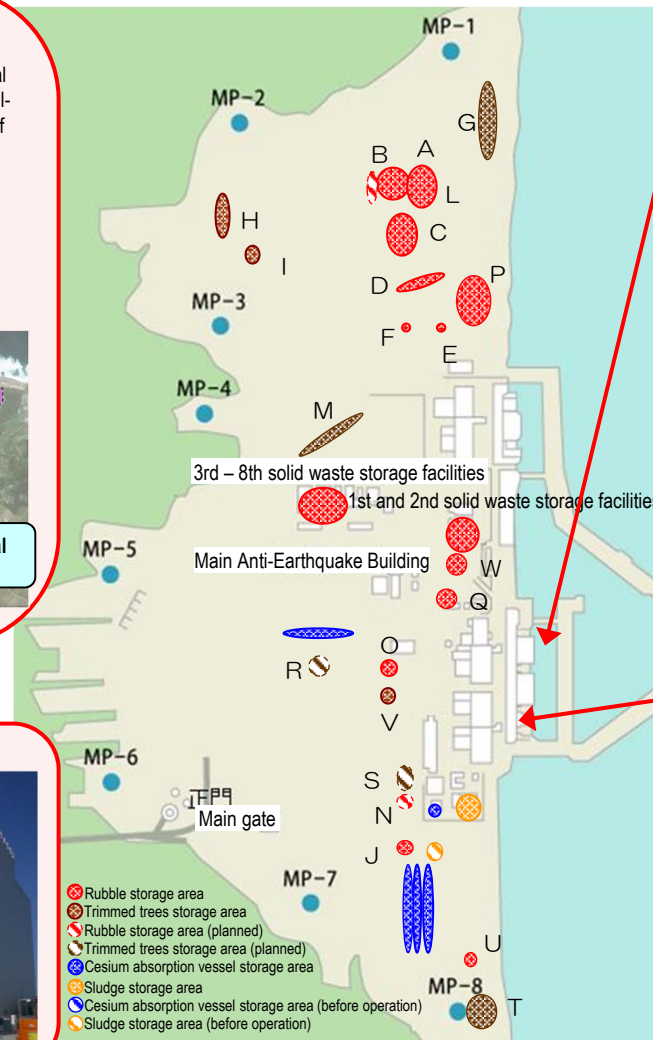 MP-1
al
l-
f
MP-2
G
B
A
L
H
C
I
D
P
MP-3
F
E
MP-4
M
3rd – 8th solid waste storage facilities
1st and 2nd solid waste storage facilities
al
MP-5
Main Anti-Earthquake Building
W
Q
O
R
V
MP-6
S
正門
Main gate
N
J
MP-7
Rubble storage area
Trimmed trees storage area
Rubble storage area (planned)
Trimmed trees storage area (planned)
Cesium absorption vessel storage area
Sludge storage area
Cesium absorption vessel storage area (before operation)
Sludge storage area (before operation)
U
MP-8
T